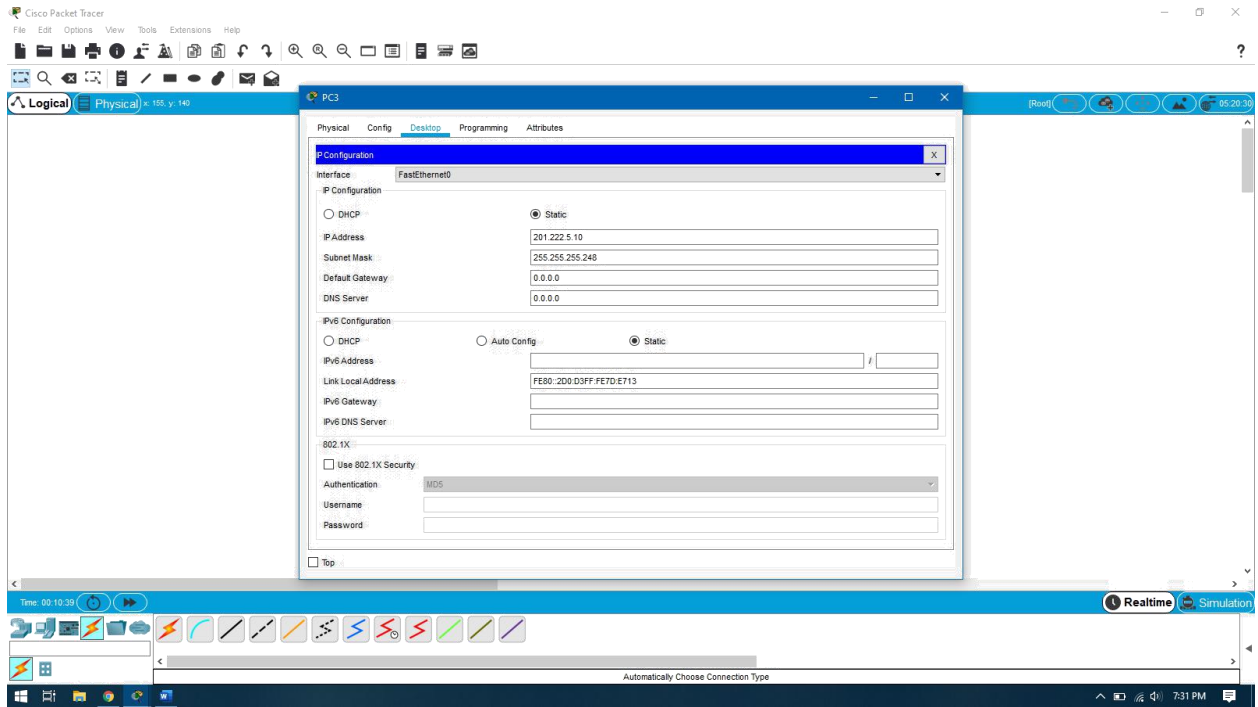 Cisco Packet Tracer
File Edit Options View Tools Extensions Help
?
Logical Physical x: 155, y: 140 [Root] 05:20:30
PC3
Physical Config Desktop Programming Attributes
IP Configuration X
Interface FastEthernet0
IP Configuration
DHCP Static
IP Address 201.222.5.10
Subnet Mask 255.255.255.248
Default Gateway 0.0.0.0
DNS Server 0.0.0.0
IPv6 Configuration
DHCP Auto Config Static
IPv6 Address /
Link Local Address FE80::2D0:D3FF:FE7D:E713
IPv6 Gateway
IPv6 DNS Server
802.1X
Use 802.1X Security
Authentication MD5
Username
Password
Top
Time: 00:10:39 Realtime Simulation
Automatically Choose Connection Type
7:31 PM